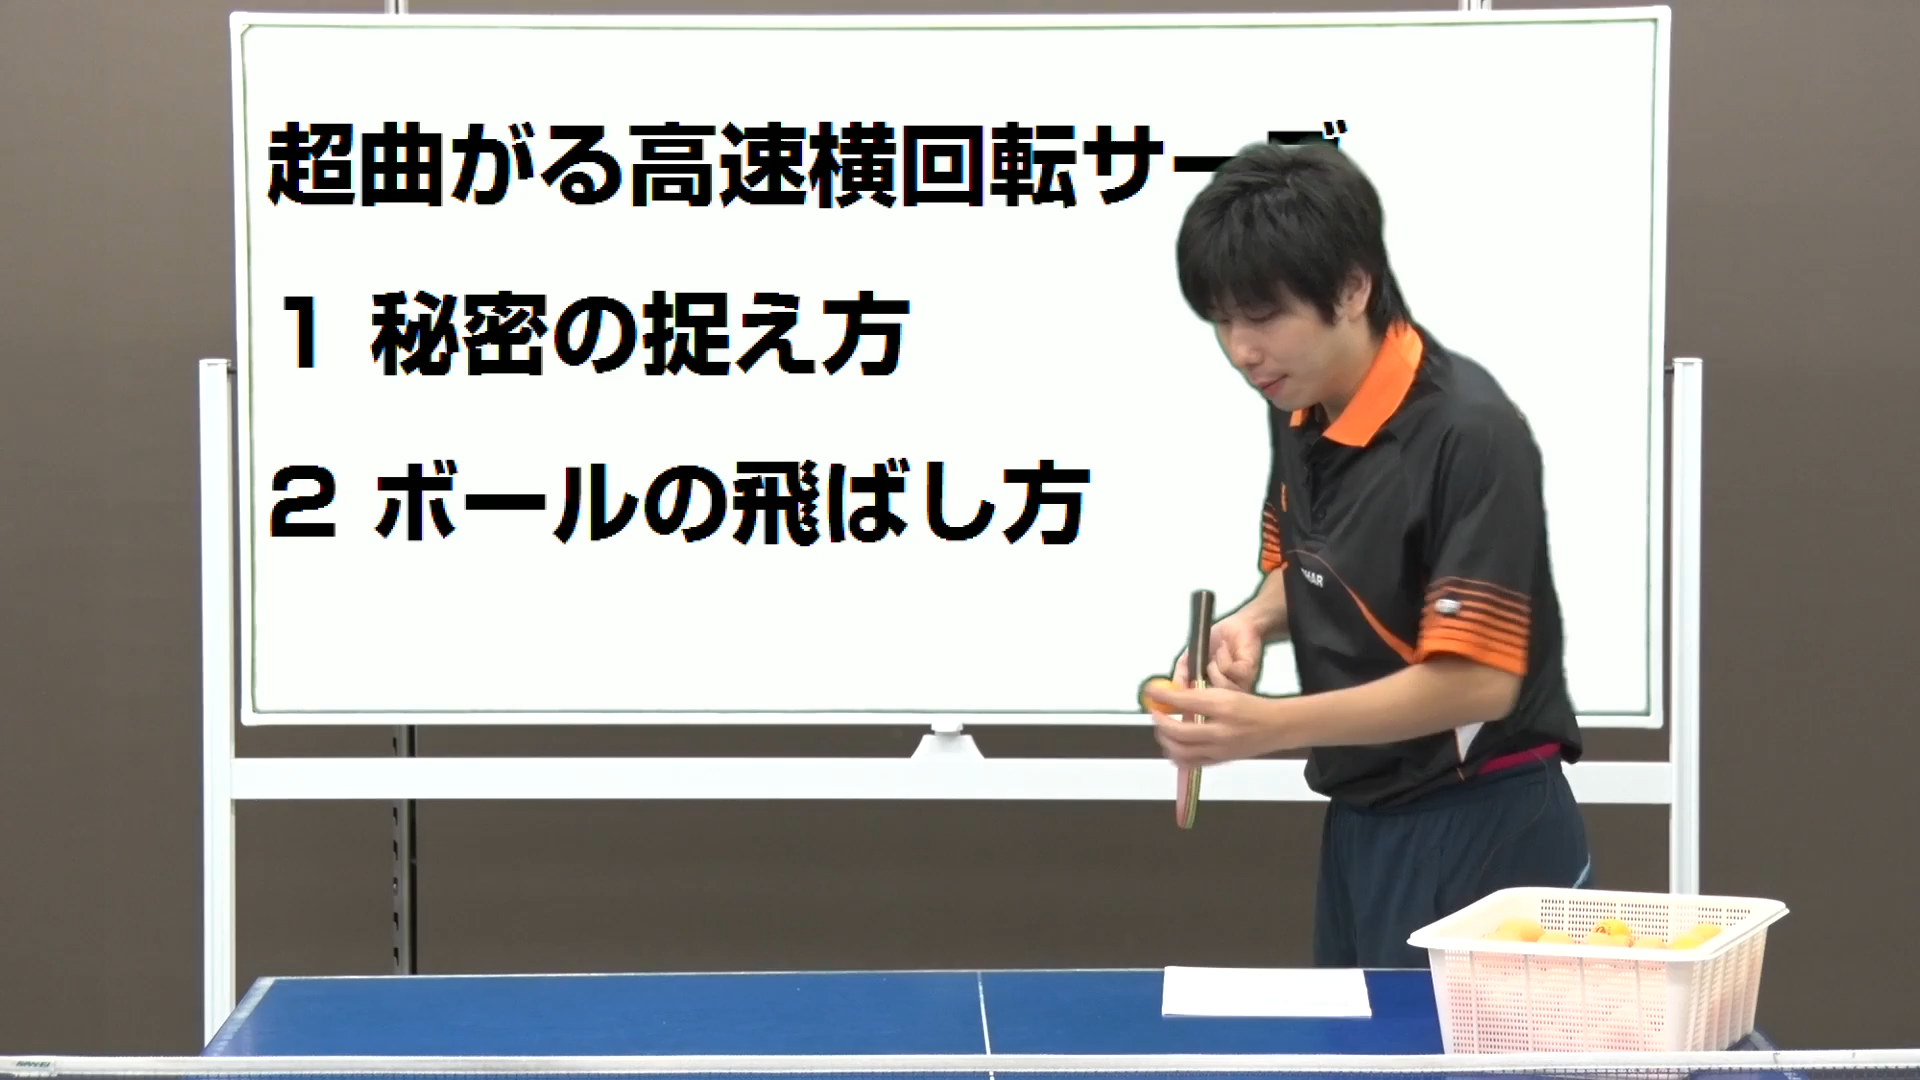 超曲がる高速横回転サー
1 秘密の捉え方
2 ボールの飛ばし方